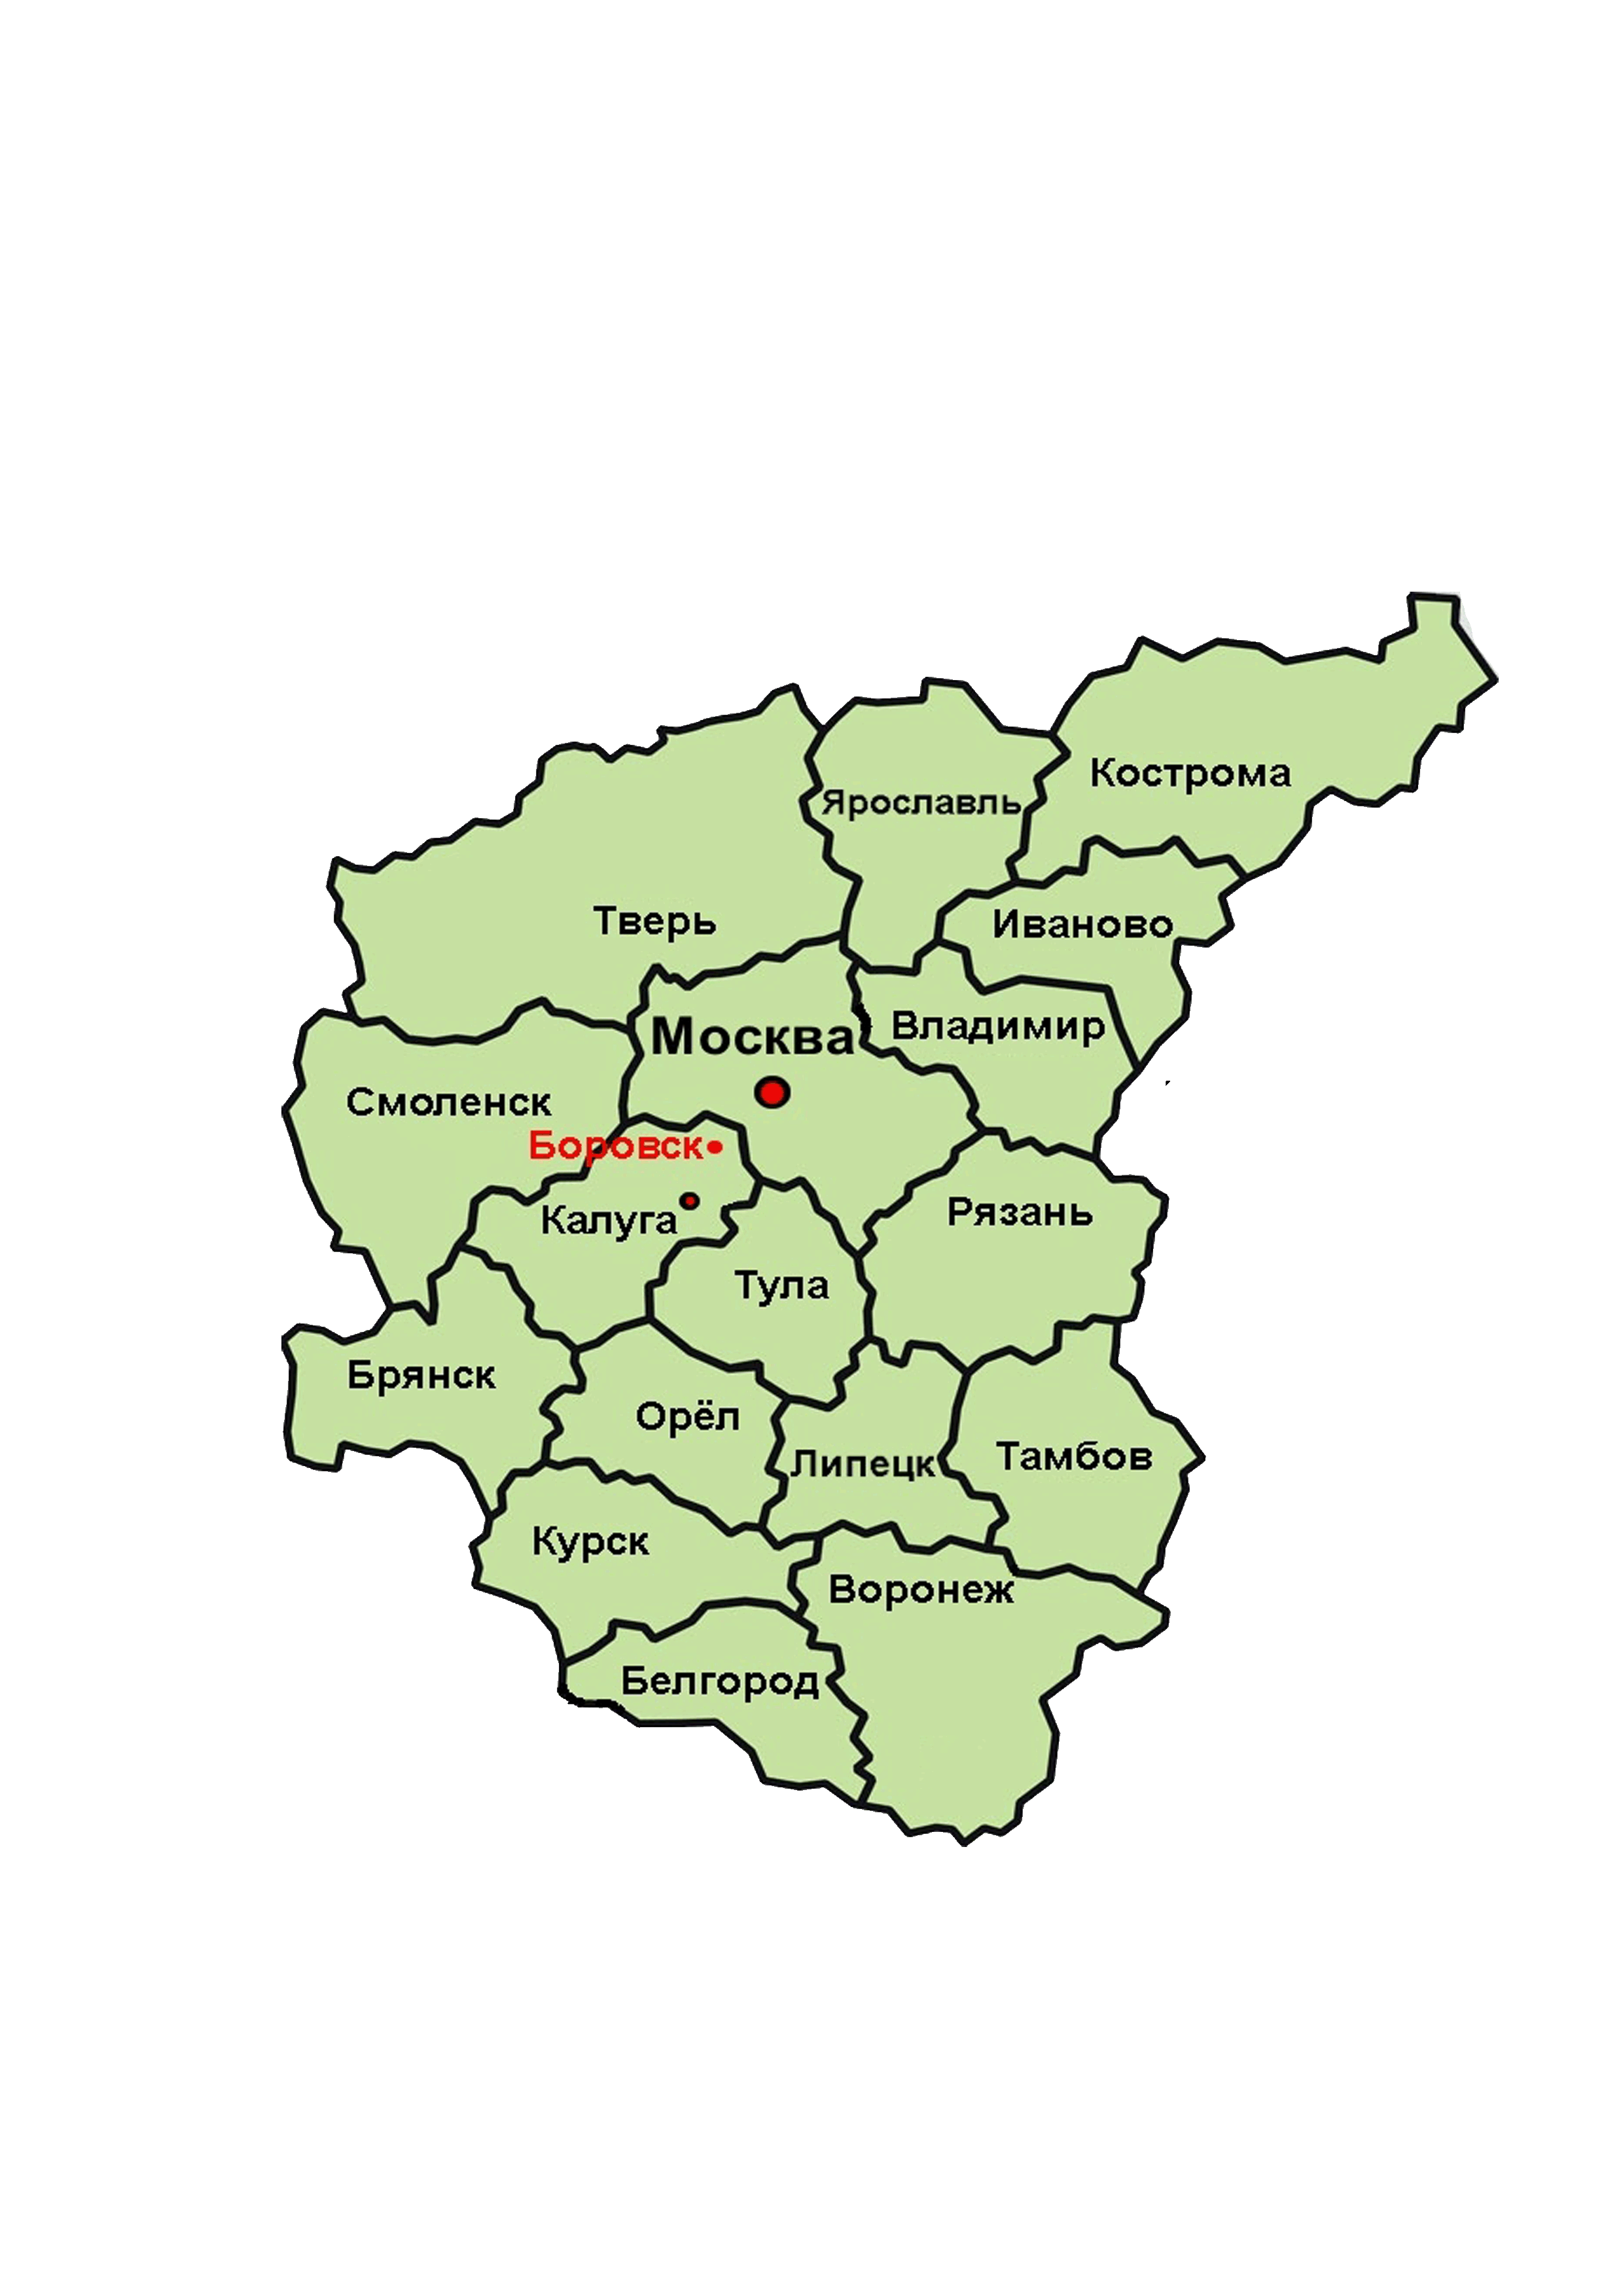 Кострома
Ярославль
Тверь
Иваново
Владимир
Москва
Смоленск
Боровск
Калуга
Рязань
Тула
Брянск
Орёл
Липецк
Тамбов
Курск
Воронеж
Белгород